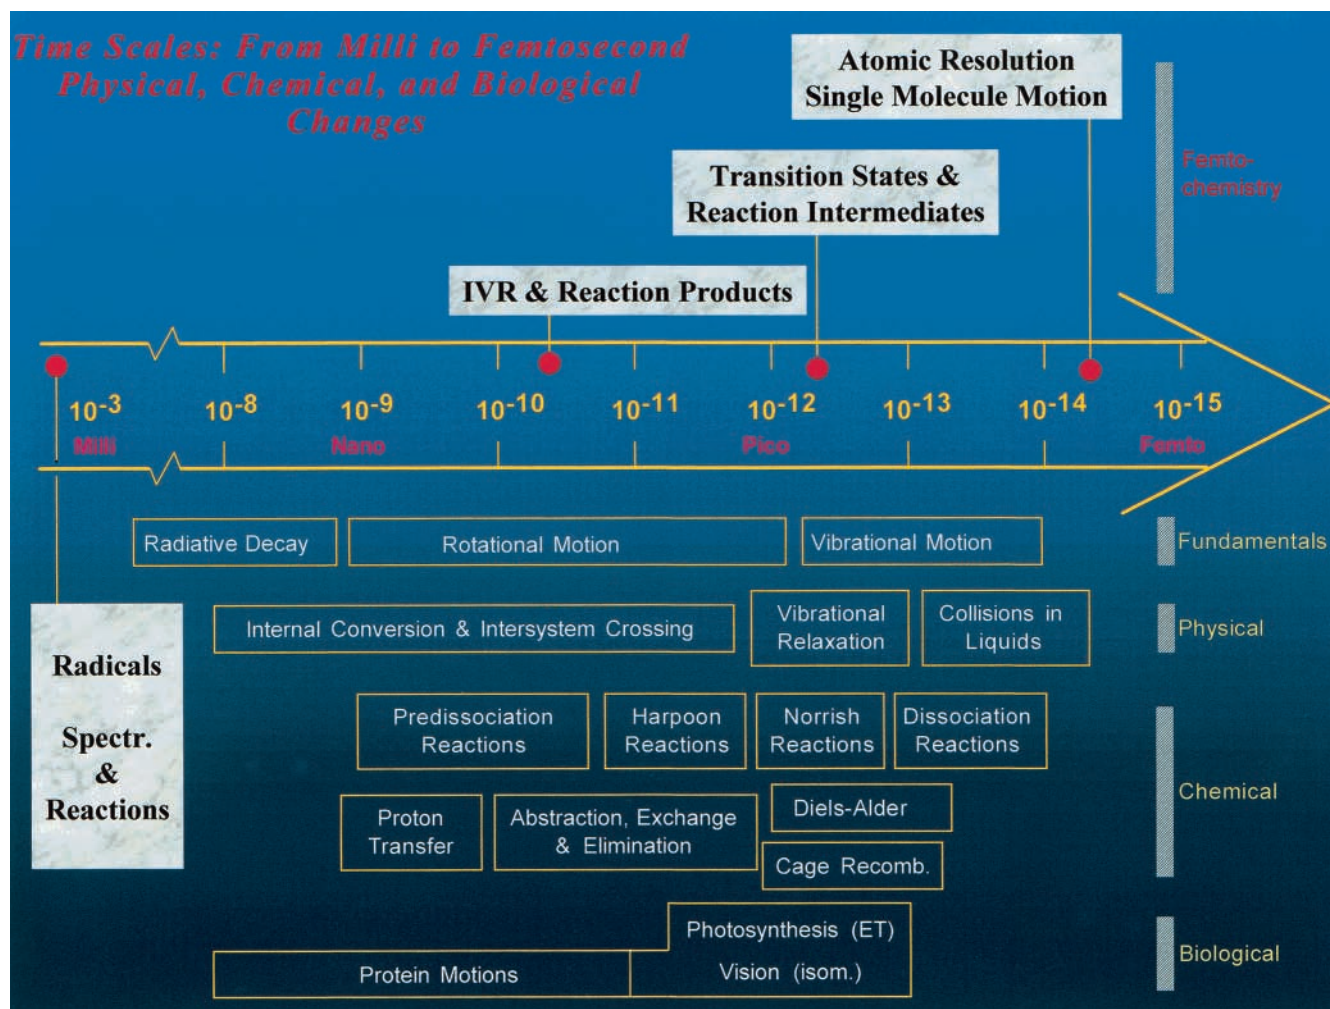 Time Scales: From Milli to Femtosecond
Physical, Chemical, and Biological
Changes
Atomic Resolution
Single Molecule Motion
Femto-
chemistry
Transition States &
Reaction Intermediates
IVR & Reaction Products
10-3
10-8
10-9
10-10
10-11
10-12
10-13
10-14
10-15
Milli
Nano
Pico
Femto
Radiative Decay
Rotational Motion
Vibrational Motion
Fundamentals
Internal Conversion & Intersystem Crossing
Vibrational
Relaxation
Collisions in
Liquids
Physical
Radicals
Spectr.
&
Reactions
Predissociation
Reactions
Harpoon
Reactions
Norrish
Reactions
Dissociation
Reactions
Chemical
Proton
Transfer
Abstraction, Exchange
& Elimination
Diels-Alder
Cage Recomb.
Photosynthesis (ET)
Vision (isom.)
Protein Motions
Biological